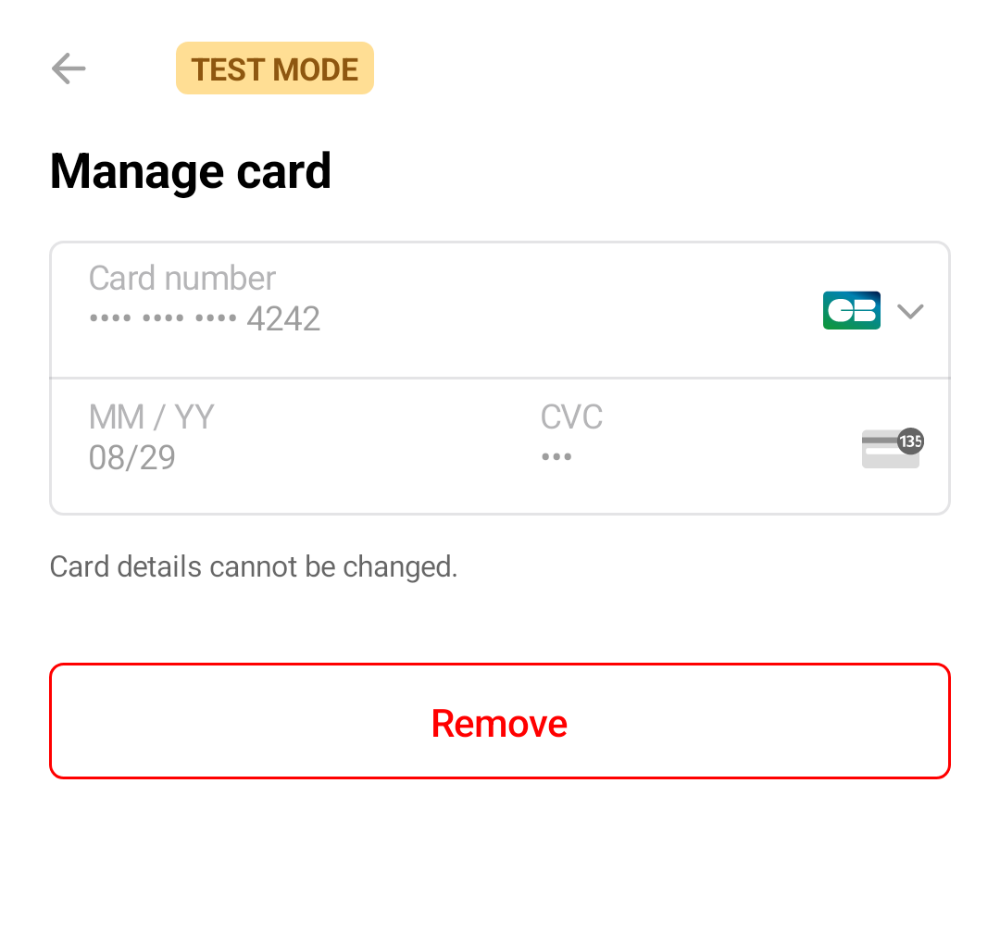 TEST MODE
Manage card
Card number
•••• •••• •••• 4242
CB
MM / YY
08/29
CVC
•••
135
Card details cannot be changed.
Remove